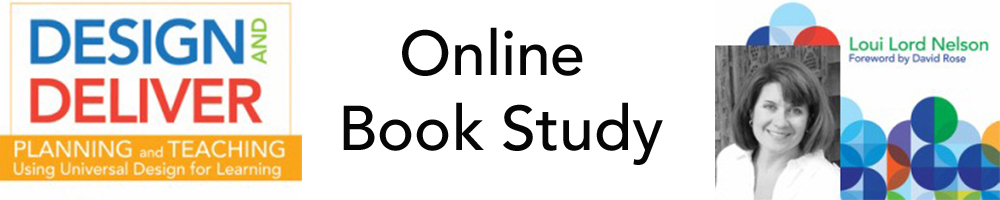 DESIGN AND
DELIVER
PLANNING and TEACHING
Using Universal Design for Learning
Online
Book Study
Loui Lord Nelson
Foreword by David Rose